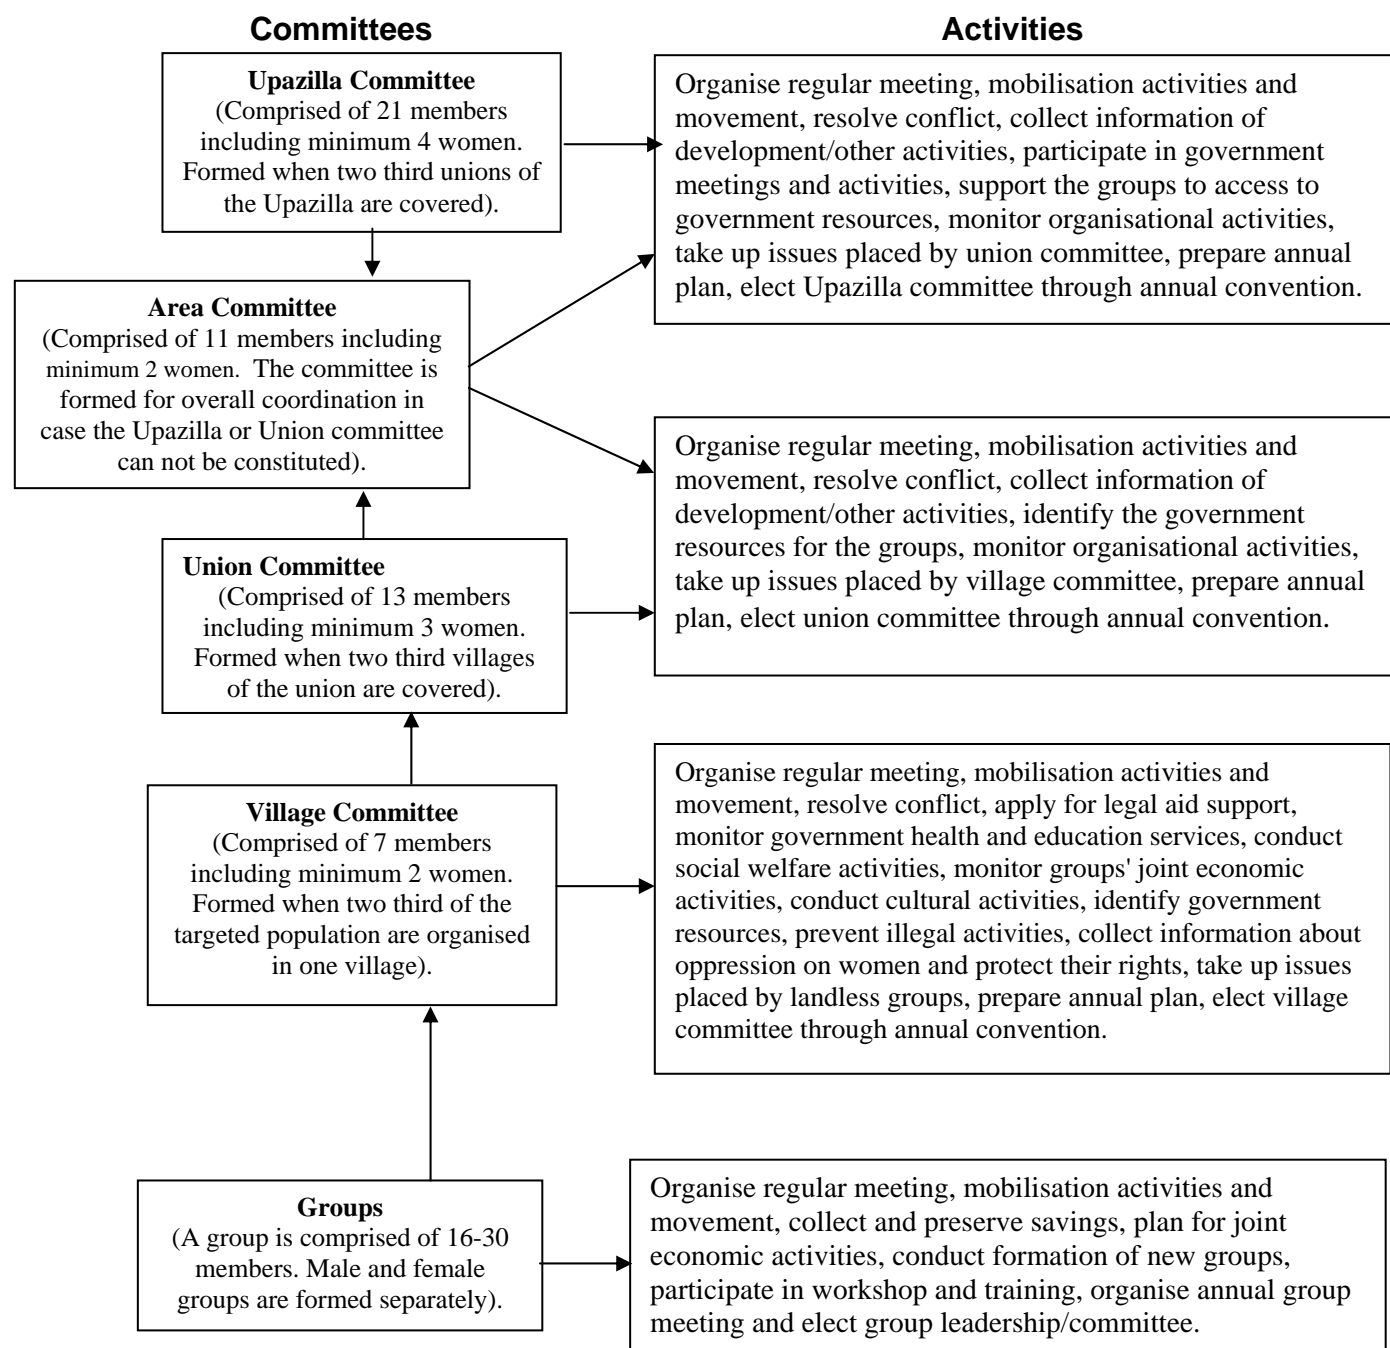 Committees
Activities
Upazilla Committee
(Comprised of 21 members
including minimum 4 women.
Formed when two third unions of
the Upazilla are covered).
Organise regular meeting, mobilisation activities and
movement, resolve conflict, collect information of
development/other activities, participate in government
meetings and activities, support the groups to access to
government resources, monitor organisational activities,
take up issues placed by union committee, prepare annual
plan, elect Upazilla committee through annual convention.
Area Committee
(Comprised of 11 members including
minimum 2 women. The committee is
formed for overall coordination in
case the Upazilla or Union committee
can not be constituted).
Organise regular meeting, mobilisation activities and
movement, resolve conflict, collect information of
development/other activities, identify the government
resources for the groups, monitor organisational activities,
take up issues placed by village committee, prepare annual
plan, elect union committee through annual convention.
Union Committee
(Comprised of 13 members
including minimum 3 women.
Formed when two third villages
of the union are covered).
Village Committee
(Comprised of 7 members
including minimum 2 women.
Formed when two third of the
targeted population are organised
in one village).
Organise regular meeting, mobilisation activities and
movement, resolve conflict, apply for legal aid support,
monitor government health and education services, conduct
social welfare activities, monitor groups' joint economic
activities, conduct cultural activities, identify government
resources, prevent illegal activities, collect information about
oppression on women and protect their rights, take up issues
placed by landless groups, prepare annual plan, elect village
committee through annual convention.
Groups
(A group is comprised of 16-30
members. Male and female
groups are formed separately).
Organise regular meeting, mobilisation activities and
movement, collect and preserve savings, plan for joint
economic activities, conduct formation of new groups,
participate in workshop and training, organise annual group
meeting and elect group leadership/committee.